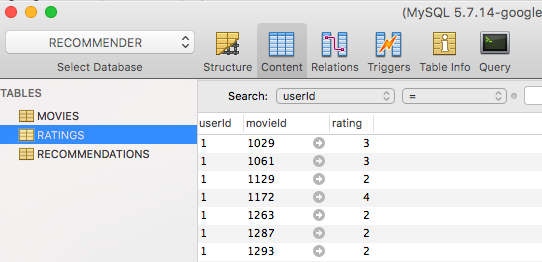 (MySQL 5.7.14-google
RECOMMENDER
Select Database
Structure Content Relations Triggers Table Info Query
TABLES
MOVIES
RATINGS
RECOMMENDATIONS
Search: userId =
userId movieId rating
1 1029 3
1 1061 3
1 1129 2
1 1172 4
1 1263 2
1 1287 2
1 1293 2